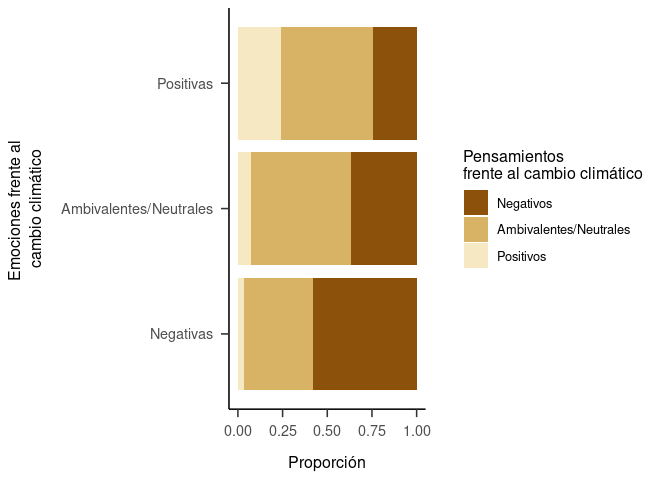 Emociones frente al
cambio climático
Positivas
Ambivalentes/Neutrales
Negativas
0.00 0.25 0.50 0.75 1.00
Proporción
Pensamientos
frente al cambio climático
Negativos
Ambivalentes/Neutrales
Positivos